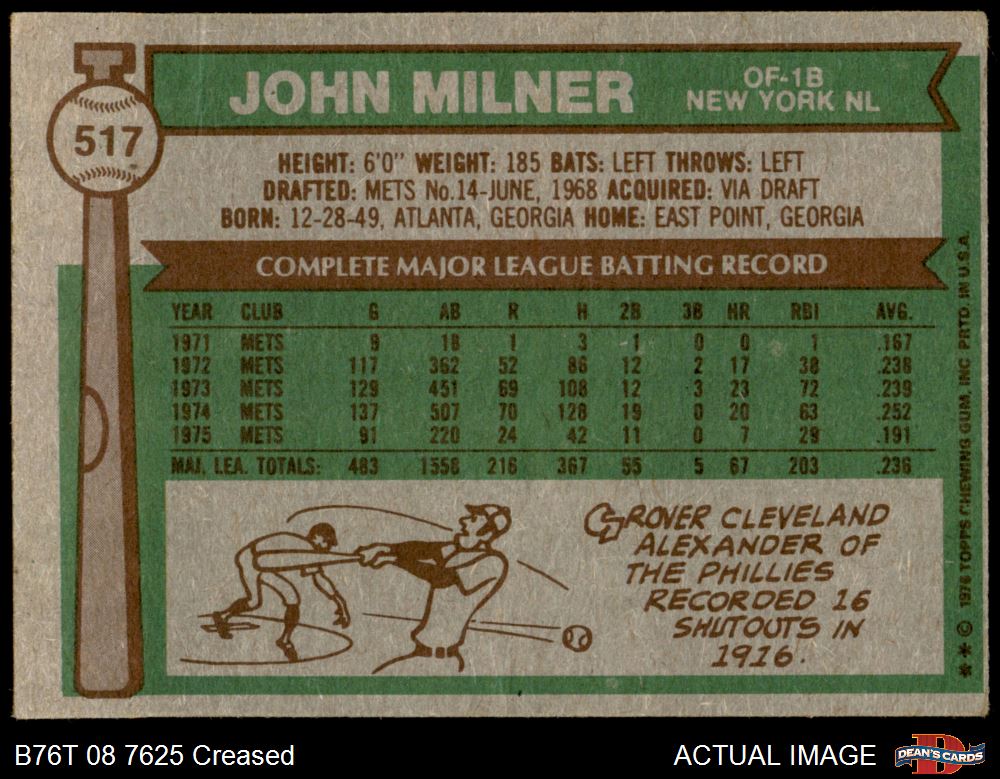 517
JOHN MILNER
OF-1B
NEW YORK NL
HEIGHT: 6'0" WEIGHT: 185 BATS: LEFT THROWS: LEFT
DRAFTED: METS No.14-JUNE, 1968 ACQUIRED: VIA DRAFT
BORN: 12-28-49, ATLANTA, GEORGIA HOME: EAST POINT, GEORGIA
COMPLETE MAJOR LEAGUE BATTING RECORD
YEAR CLUB G AB R H 2B 3B HR RBI AVG.
1971 METS 9 18 1 3 1 0 0 1 .167
1972 METS 117 362 52 86 12 2 17 38 .238
1973 METS 129 451 69 108 12 3 23 72 .239
1974 METS 137 507 70 128 19 0 20 63 .252
1975 METS 91 220 24 42 11 0 7 29 .191
MAJ. LEA. TOTALS: 483 1558 216 367 55 5 67 203 .236
GROVER CLEVELAND
ALEXANDER OF
THE PHILLIES
RECORDED 16
SHUTOUTS IN
1916.
** © 1976 TOPPS CHEWING GUM, INC PRTD IN U.S.A.
B76T 08 7625 Creased
ACTUAL IMAGE
DEAN'S CARDS